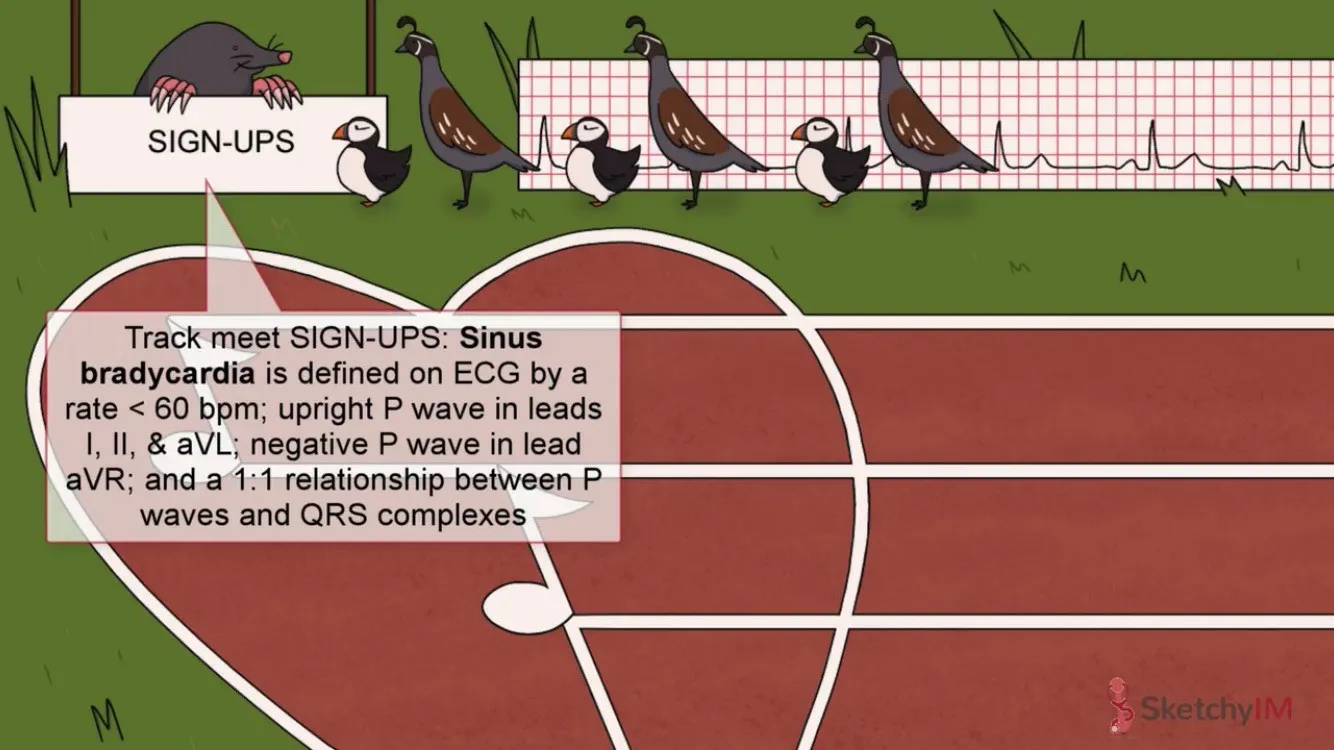 SIGN-UPS
Track meet SIGN-UPS: Sinus
bradycardia is defined on ECG by a
rate < 60 bpm; upright P wave in leads
I, II, & aVL; negative P wave in lead
aVR; and a 1:1 relationship between P
waves and QRS complexes
SketchyIM